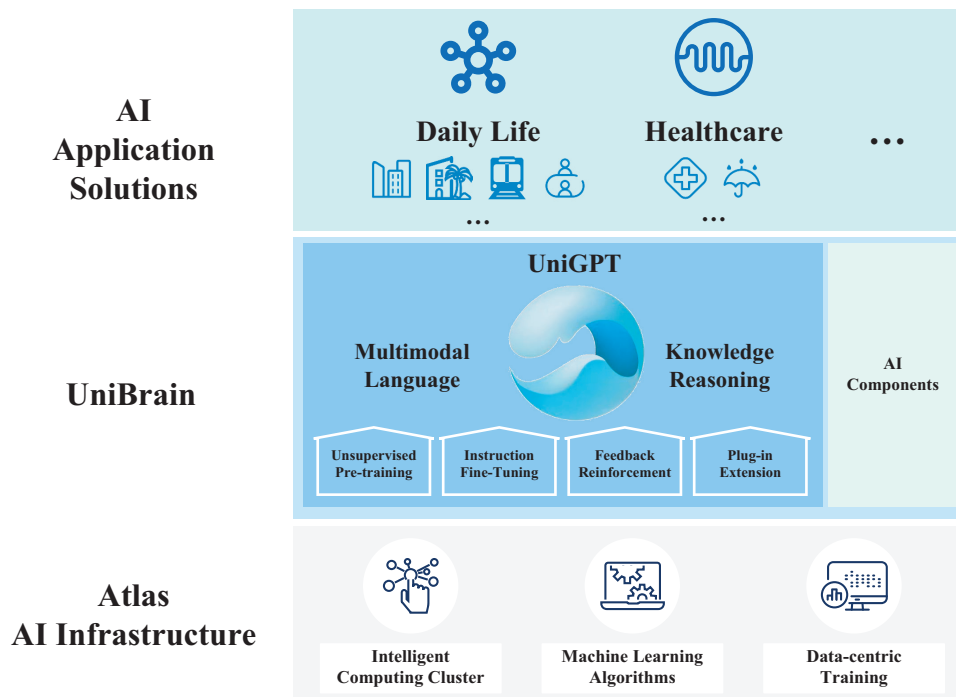 AI
Application
Solutions
Daily Life
Healthcare
...
...
...
UniBrain
UniGPT
Multimodal
Language
Knowledge
Reasoning
Unsupervised
Pre-training
Instruction
Fine-Tuning
Feedback
Reinforcement
Plug-in
Extension
AI
Components
Atlas
AI Infrastructure
Intelligent
Computing Cluster
Machine Learning
Algorithms
Data-centric
Training